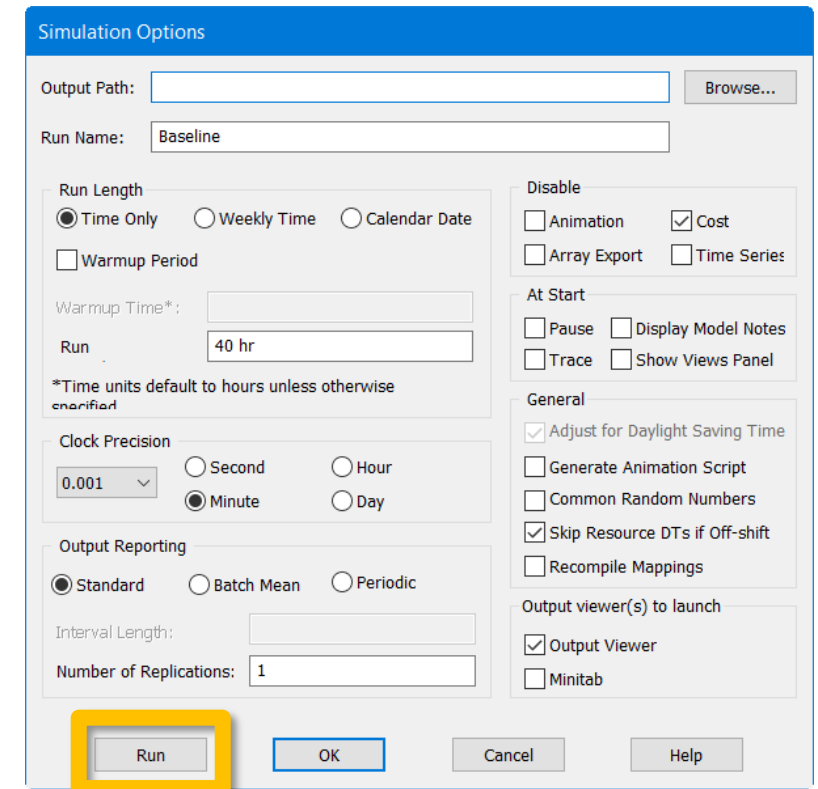 Simulation Options
Output Path:
Browse...
Run Name: Baseline
Run Length
Time Only Weekly Time Calendar Date
Warmup Period
Warmup Time*:
Run 40 hr
*Time units default to hours unless otherwise
specified
Clock Precision
0.001
Second Hour
Minute Day
Output Reporting
Standard Batch Mean Periodic
Interval Length:
Number of Replications: 1
Disable
Animation Cost
Array Export Time Series
At Start
Pause Display Model Notes
Trace Show Views Panel
General
Adjust for Daylight Saving Time
Generate Animation Script
Common Random Numbers
Skip Resource DTs if Off-shift
Recompile Mappings
Output viewer(s) to launch
Output Viewer
Minitab
Run OK Cancel Help